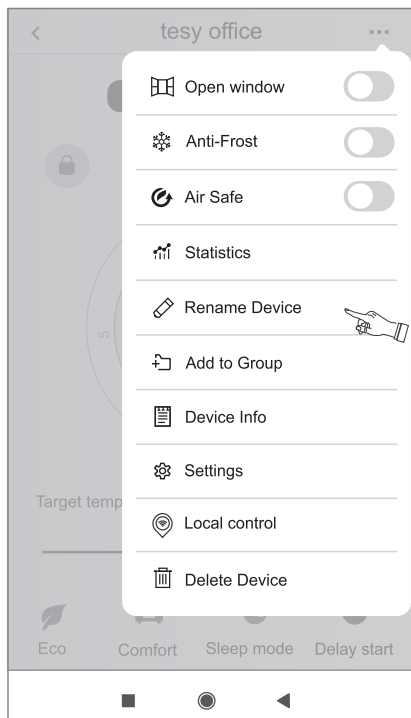 tesy office
Open window
Anti-Frost
Air Safe
Statistics
Rename Device
5
Add to Group
Device Info
Settings
Target temp
Local control
Delete Device
Eco Comfort Sleep mode Delay start